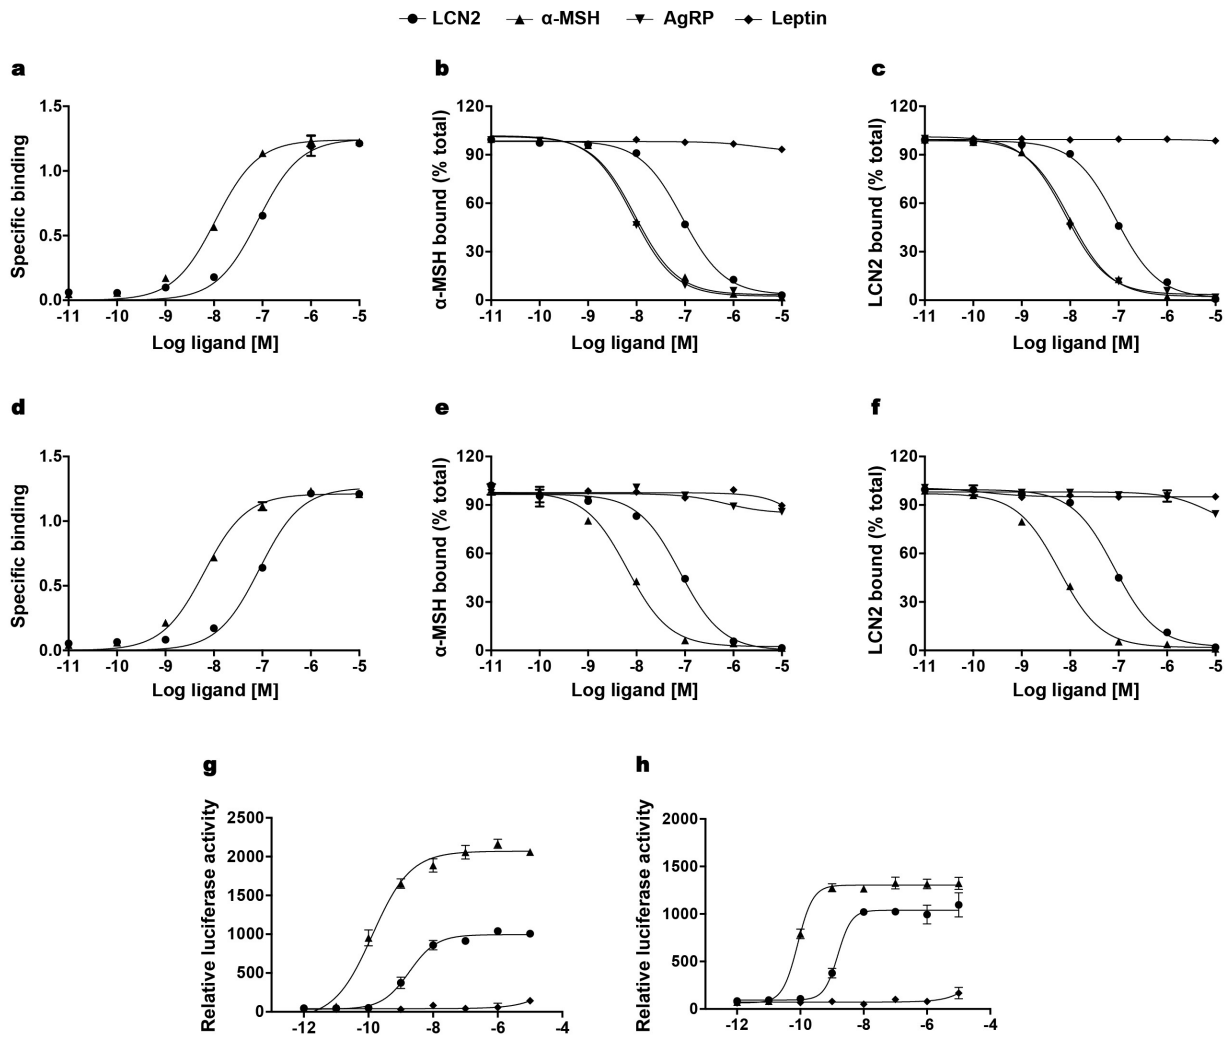 LCN2 α-MSH AgRP Leptin
a b c
Specific binding
1.5
1.0
0.5
0.0
-11 -10 -9 -8 -7 -6 -5
Log ligand [M]
α-MSH bound (% total)
120
90
60
30
0
-11 -10 -9 -8 -7 -6 -5
Log ligand [M]
LCN2 bound (% total)
120
90
60
30
0
-11 -10 -9 -8 -7 -6 -5
Log ligand [M]
d e f
Specific binding
1.5
1.0
0.5
0.0
-11 -10 -9 -8 -7 -6 -5
Log ligand [M]
α-MSH bound (% total)
120
90
60
30
0
-11 -10 -9 -8 -7 -6 -5
Log ligand [M]
LCN2 bound (% total)
120
90
60
30
0
-11 -10 -9 -8 -7 -6 -5
Log ligand [M]
g h
Relative luciferase activity
2500
2000
1500
1000
500
0
-12 -10 -8 -6 -4
Relative luciferase activity
2000
1500
1000
500
0
-12 -10 -8 -6 -4